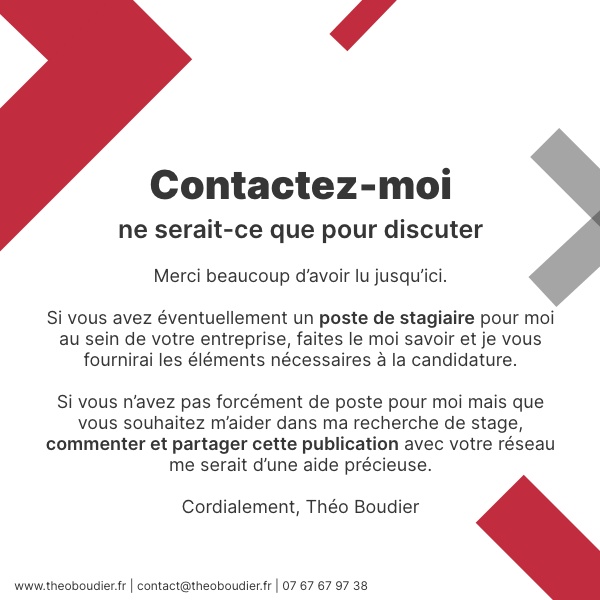 Contactez-moi
ne serait-ce que pour discuter
Merci beaucoup d’avoir lu jusqu’ici.
Si vous avez éventuellement un poste de stagiaire pour moi
au sein de votre entreprise, faites le moi savoir et je vous
fournirai les éléments nécessaires à la candidature.
Si vous n’avez pas forcément de poste pour moi mais que
vous souhaitez m’aider dans ma recherche de stage,
commenter et partager cette publication avec votre réseau
me serait d’une aide précieuse.
Cordialement, Théo Boudier
www.theoboudier.fr | contact@theoboudier.fr | 07 67 67 97 38